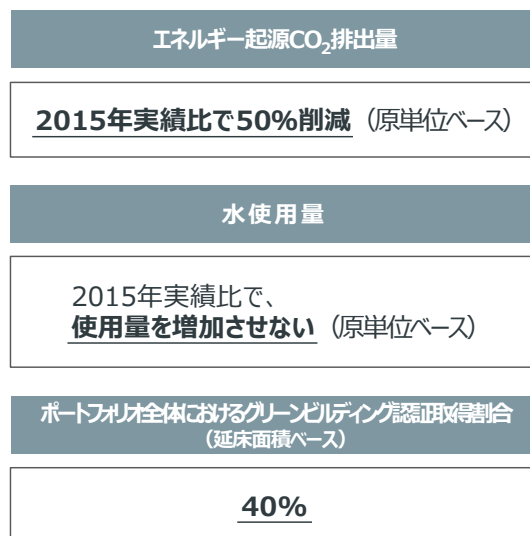 エネルギー起源CO₂排出量
2015年実績比で50%削減（原単位ベース）
水使用量
2015年実績比で、
使用量を増加させない（原単位ベース）
ポートフォリオ全体におけるグリーンビルディング認証取得割合
（延床面積ベース）
40%